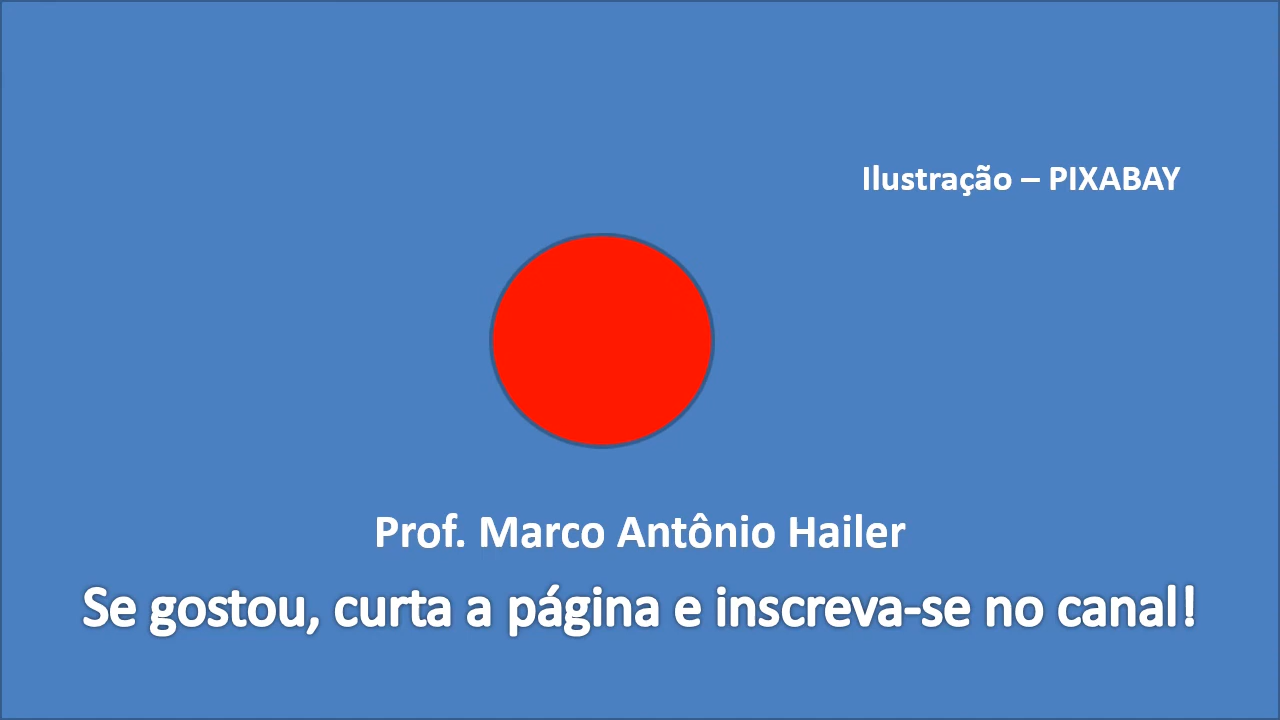 Ilustração – PIXABAY
Prof. Marco Antônio Hailer
Se gostou, curta a página e inscreva-se no canal!